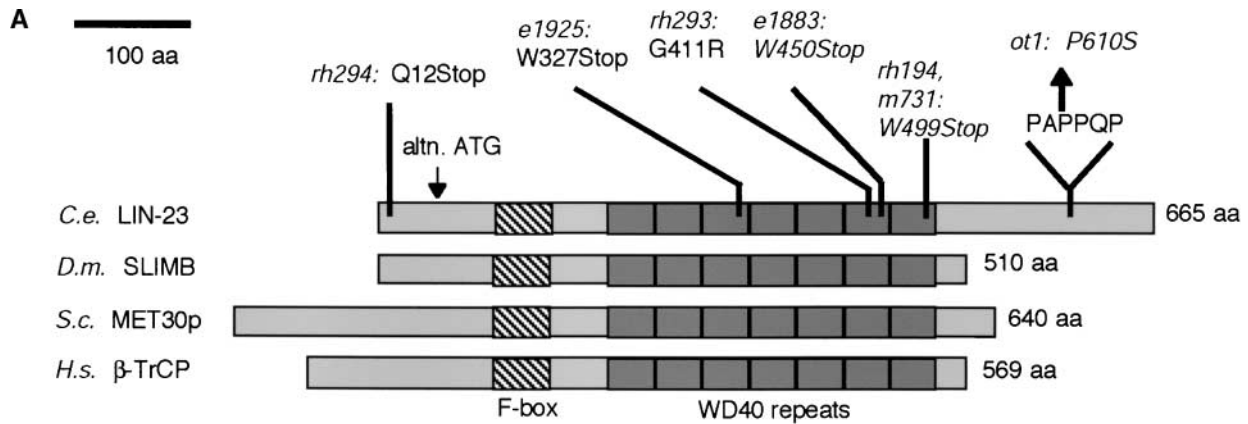 A
100 aa
rh294: Q12Stop
altn. ATG
e1925:
W327Stop
rh293:
G411R
e1883:
W450Stop
rh194,
m731:
W499Stop
ot1: P610S
PAPPQP
C.e. LIN-23
665 aa
D.m. SLIMB
510 aa
S.c. MET30p
640 aa
H.s. β-TrCP
569 aa
F-box
WD40 repeats